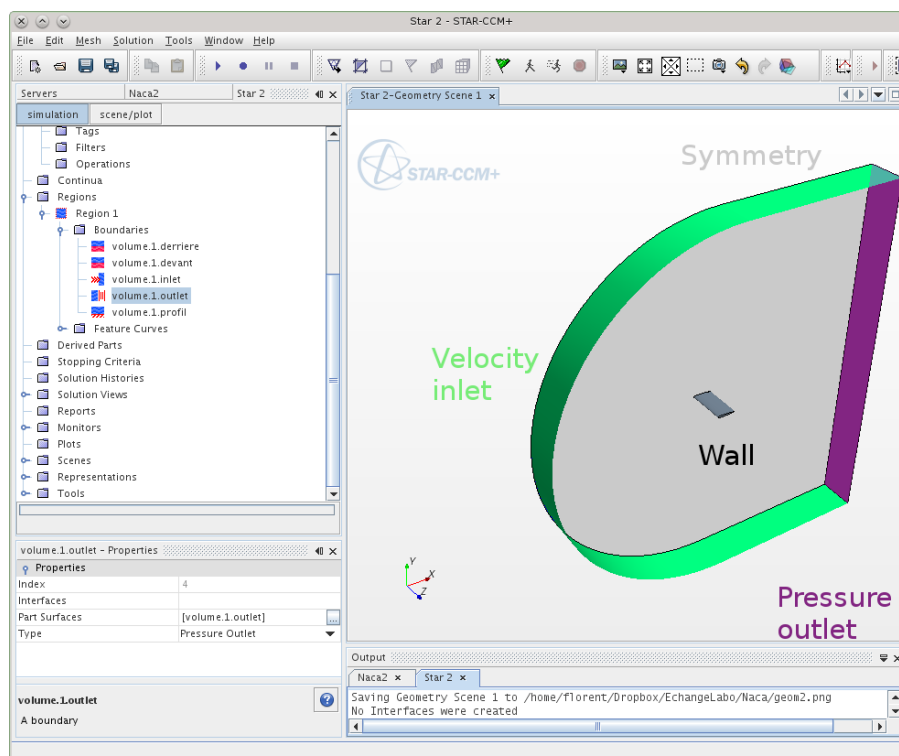 Star 2 - STAR-CCM+
File Edit Mesh Solution Tools Window Help
Servers Naca2 Star 2
simulation scene/plot
Tags
Filters
Operations
Continua
Regions
Region 1
Boundaries
volume.1.derriere
volume.1.devant
volume.1.inlet
volume.1.outlet
volume.1.profil
Feature Curves
Derived Parts
Stopping Criteria
Solution Histories
Solution Views
Reports
Monitors
Plots
Scenes
Representations
Tools
volume.1.outlet - Properties
Properties
Index 4
Interfaces
Part Surfaces [volume.1.outlet] ...
Type Pressure Outlet
volume.1.outlet
A boundary
Star 2-Geometry Scene 1
STAR-CCM+
Symmetry
Velocity
inlet
Wall
Y
X
Z
Pressure
outlet
Output
Naca2 Star 2
Saving Geometry Scene 1 to /home/florent/Dropbox/EchangeLabo/Naca/geom2.png
No Interfaces were created